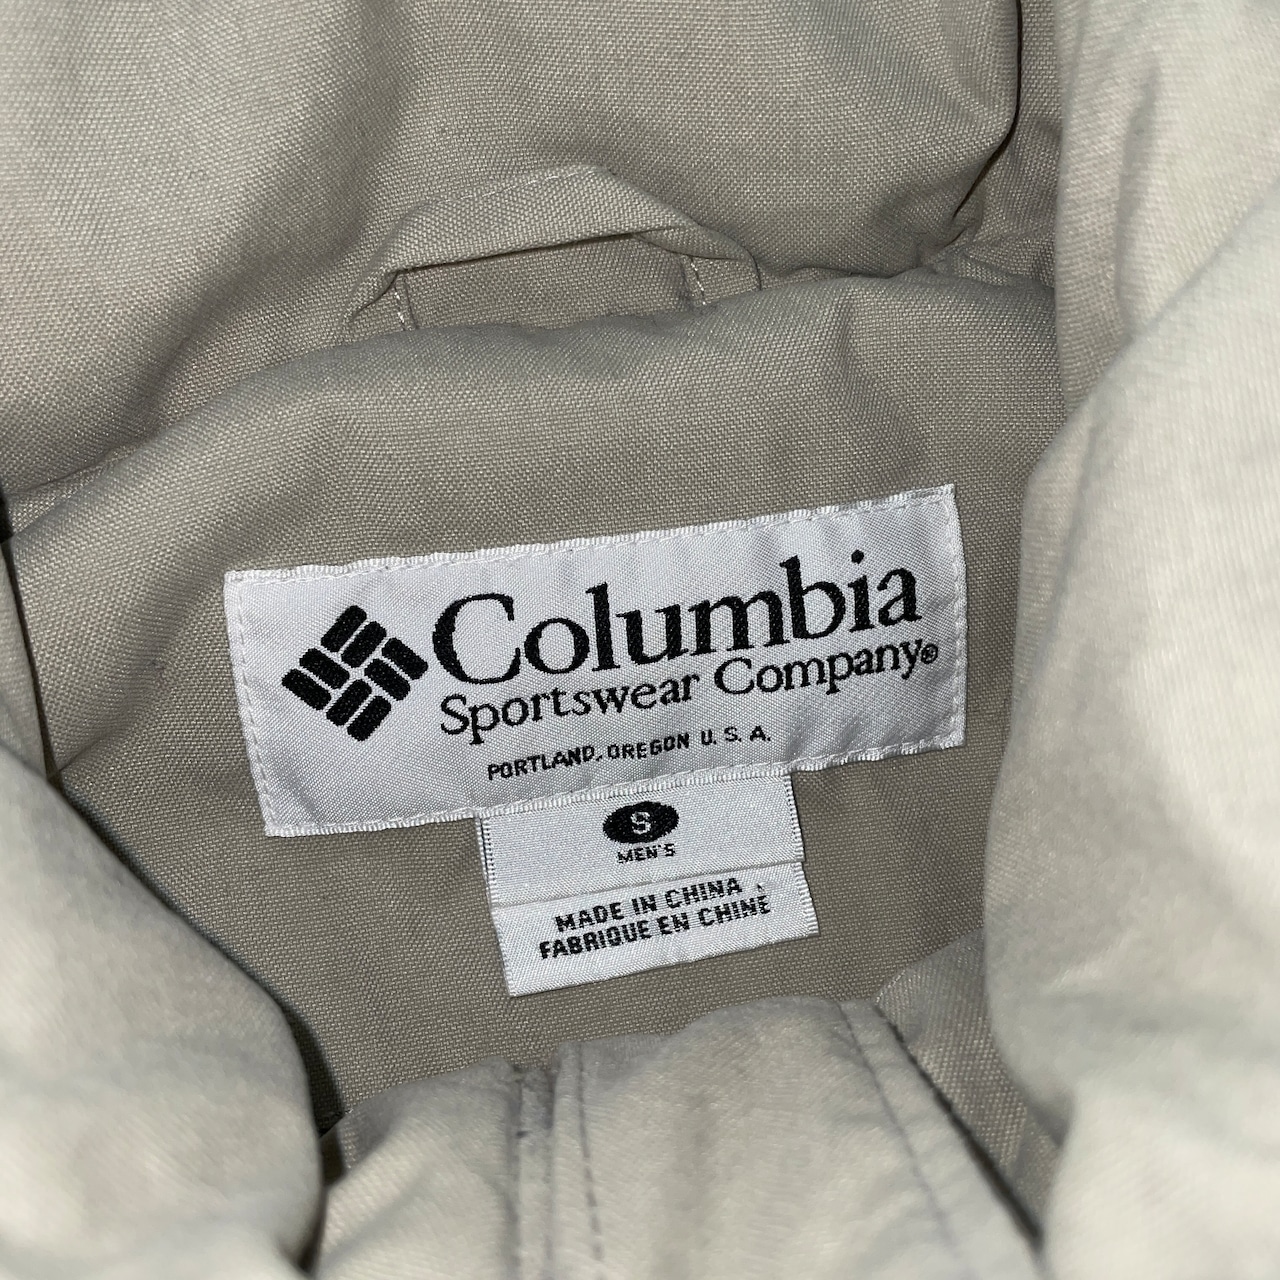 Columbia
Sportswear Company®
PORTLAND, OREGON U. S. A.
S
MEN'S
MADE IN CHINA
FABRIQUE EN CHINE